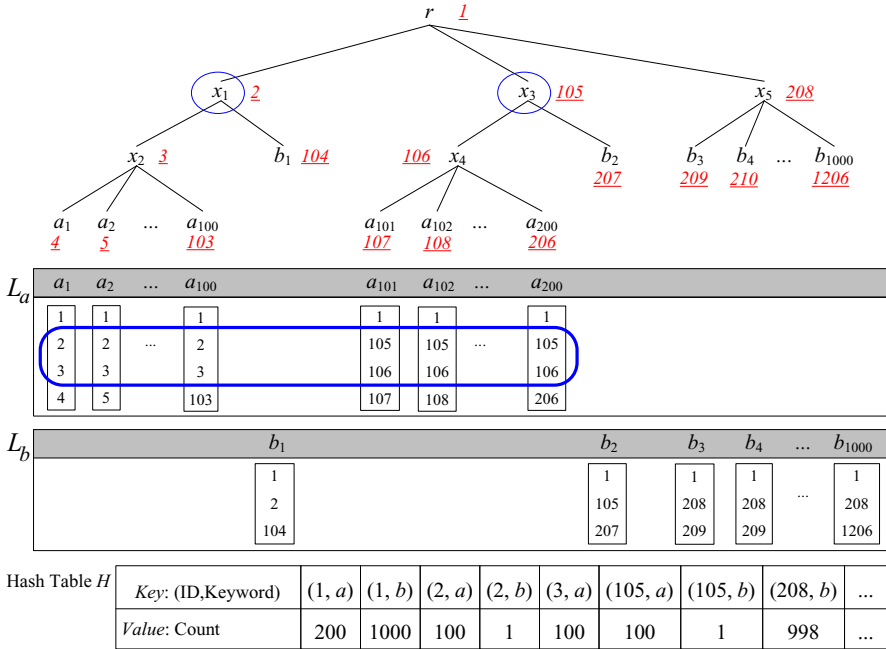 r 1
x1 2 x3 105 x5 208
x2 3 b1 104 106 x4 b2 207 b3 209 b4 210 ... b1000 1206
a1 a2 ... a100 a101 a102 ... a200
4 5 103 107 108 206
La a1 a2 ... a100 a101 a102 ... a200
1 1 1 1 1 1
2 2 ... 2 105 105 ... 105
3 3 3 106 106 106
4 5 103 107 108 206
Lb b1 b2 b3 b4 ... b1000
1 1 1 1 1
2 105 208 208 ... 208
104 207 209 209 1206
Hash Table H
Key: (ID,Keyword) (1, a) (1, b) (2, a) (2, b) (3, a) (105, a) (105, b) (208, b) ...
Value: Count 200 1000 100 1 100 100 1 998 ...